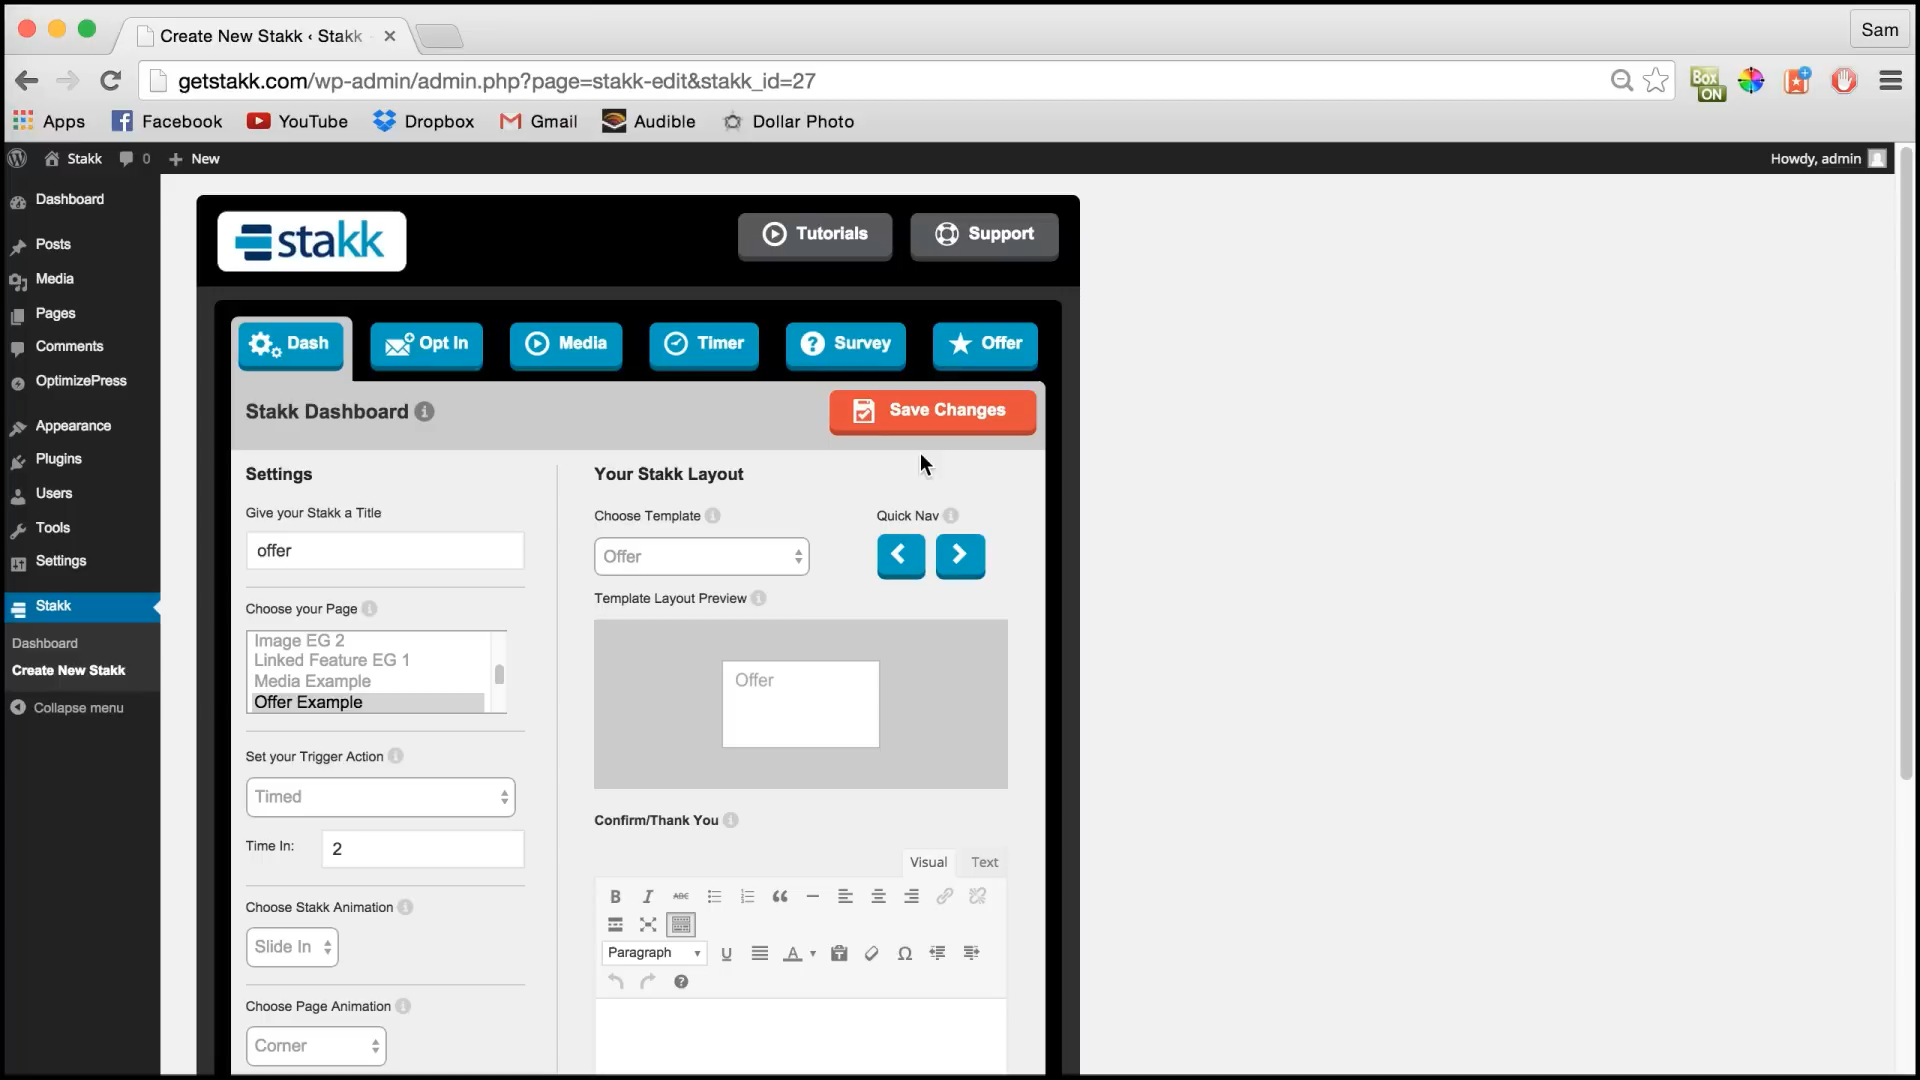 Create New Stakk ‹ Stakk
Sam
getstakk.com/wp-admin/admin.php?page=stakk-edit&stakk_id=27
Box
ON
Apps
Facebook
YouTube
Dropbox
Gmail
Audible
Dollar Photo
Stakk
0
New
Howdy, admin
Dashboard
Posts
Media
Pages
Comments
OptimizePress
Appearance
Plugins
Users
Tools
Settings
Stakk
Dashboard
Create New Stakk
Collapse menu
stakk
Tutorials
Support
Dash
Opt In
Media
Timer
Survey
Offer
Stakk Dashboard
Save Changes
Settings
Give your Stakk a Title
offer
Choose your Page
Image EG 2
Linked Feature EG 1
Media Example
Offer Example
Set your Trigger Action
Timed
Time In:
2
Choose Stakk Animation
Slide In
Choose Page Animation
Corner
Your Stakk Layout
Choose Template
Quick Nav
Offer
Template Layout Preview
Offer
Confirm/Thank You
Visual
Text
B
I
ABC
Paragraph
U
A
Ω